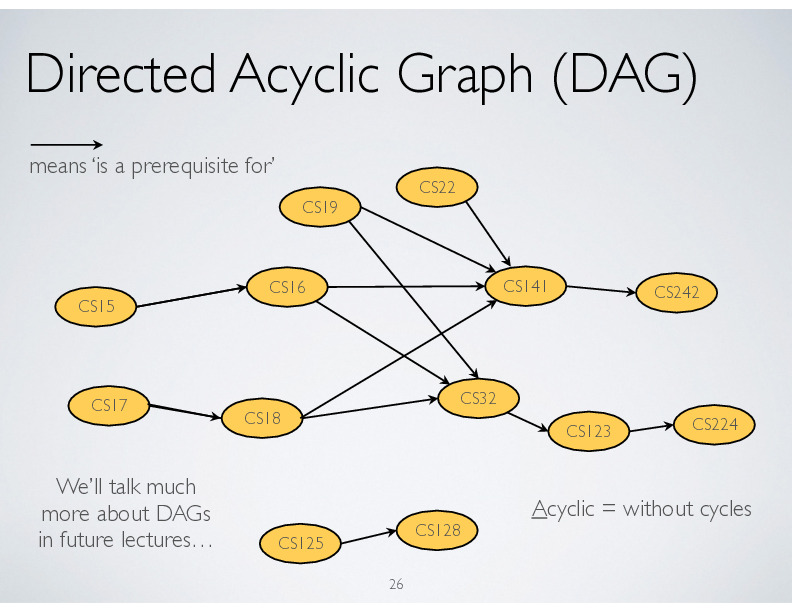 Directed Acyclic Graph (DAG)
means ‘is a prerequisite for’
CS22
CS19
CS16
CS141
CS242
CS15
CS17
CS18
CS32
CS123
CS224
We’ll talk much
more about DAGs
in future lectures…
Acyclic = without cycles
CS125
CS128
26